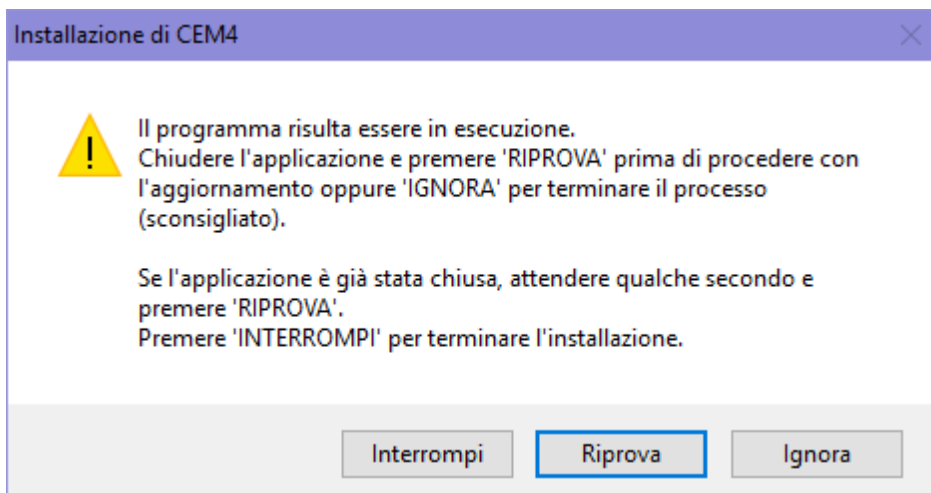 Installazione di CEM4
Il programma risulta essere in esecuzione.
Chiudere l'applicazione e premere 'RIPROVA' prima di procedere con
l'aggiornamento oppure 'IGNORA' per terminare il processo
(sconsigliato).
Se l'applicazione è già stata chiusa, attendere qualche secondo e
premere 'RIPROVA'.
Premere 'INTERROMPI' per terminare l'installazione.
Interrompi
Riprova
Ignora